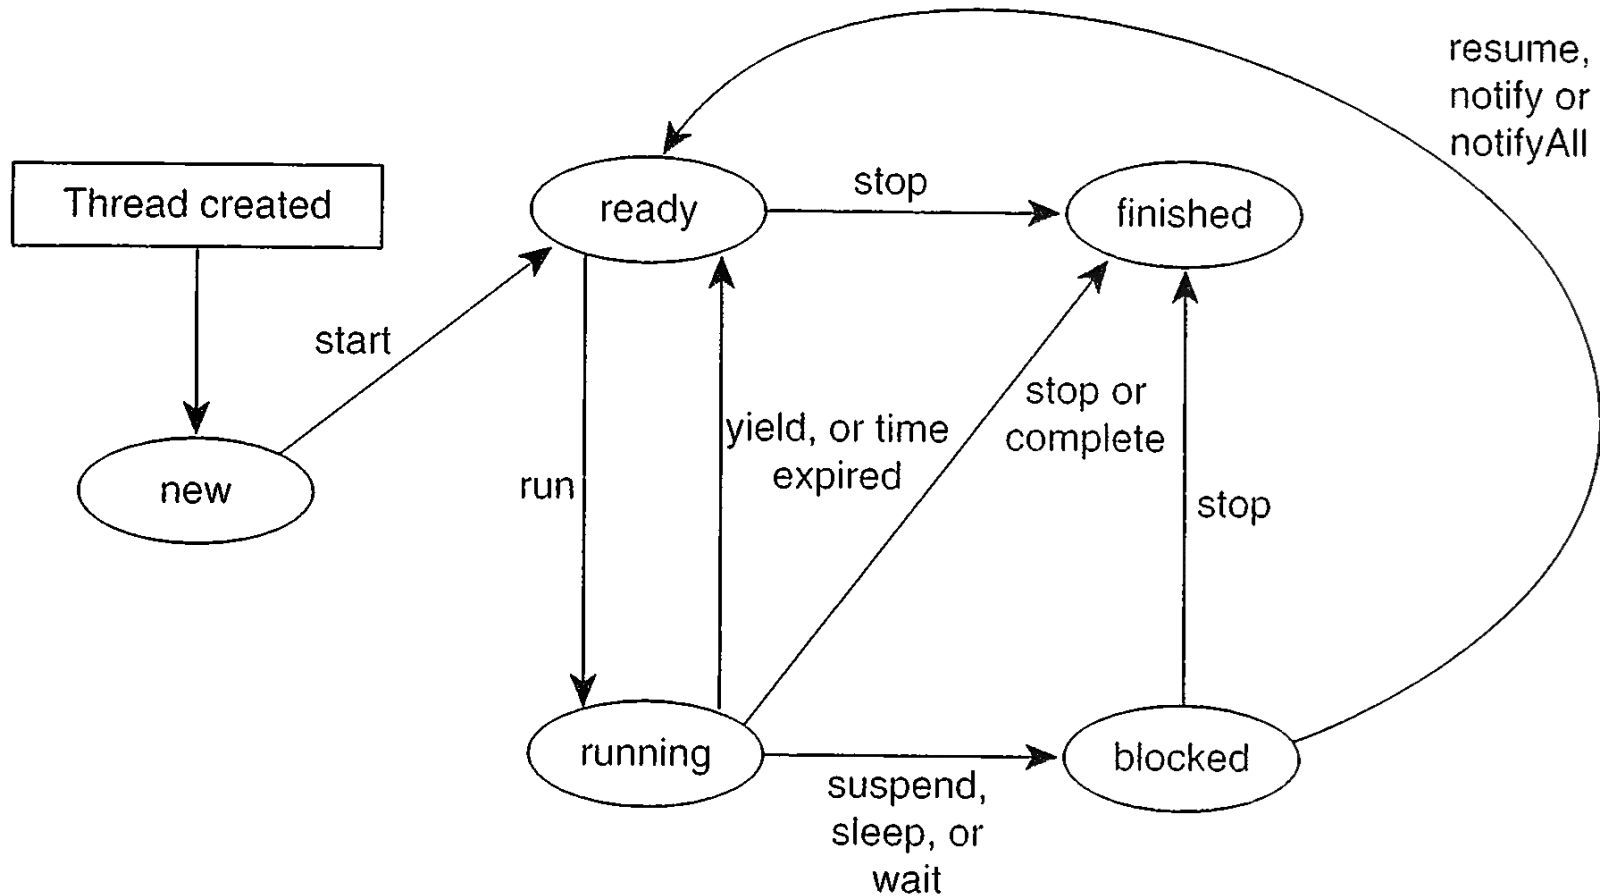 resume,
notify or
notifyAll
Thread created
ready
stop
finished
start
stop or
complete
yield, or time
expired
run
new
stop
running
blocked
suspend,
sleep, or
wait